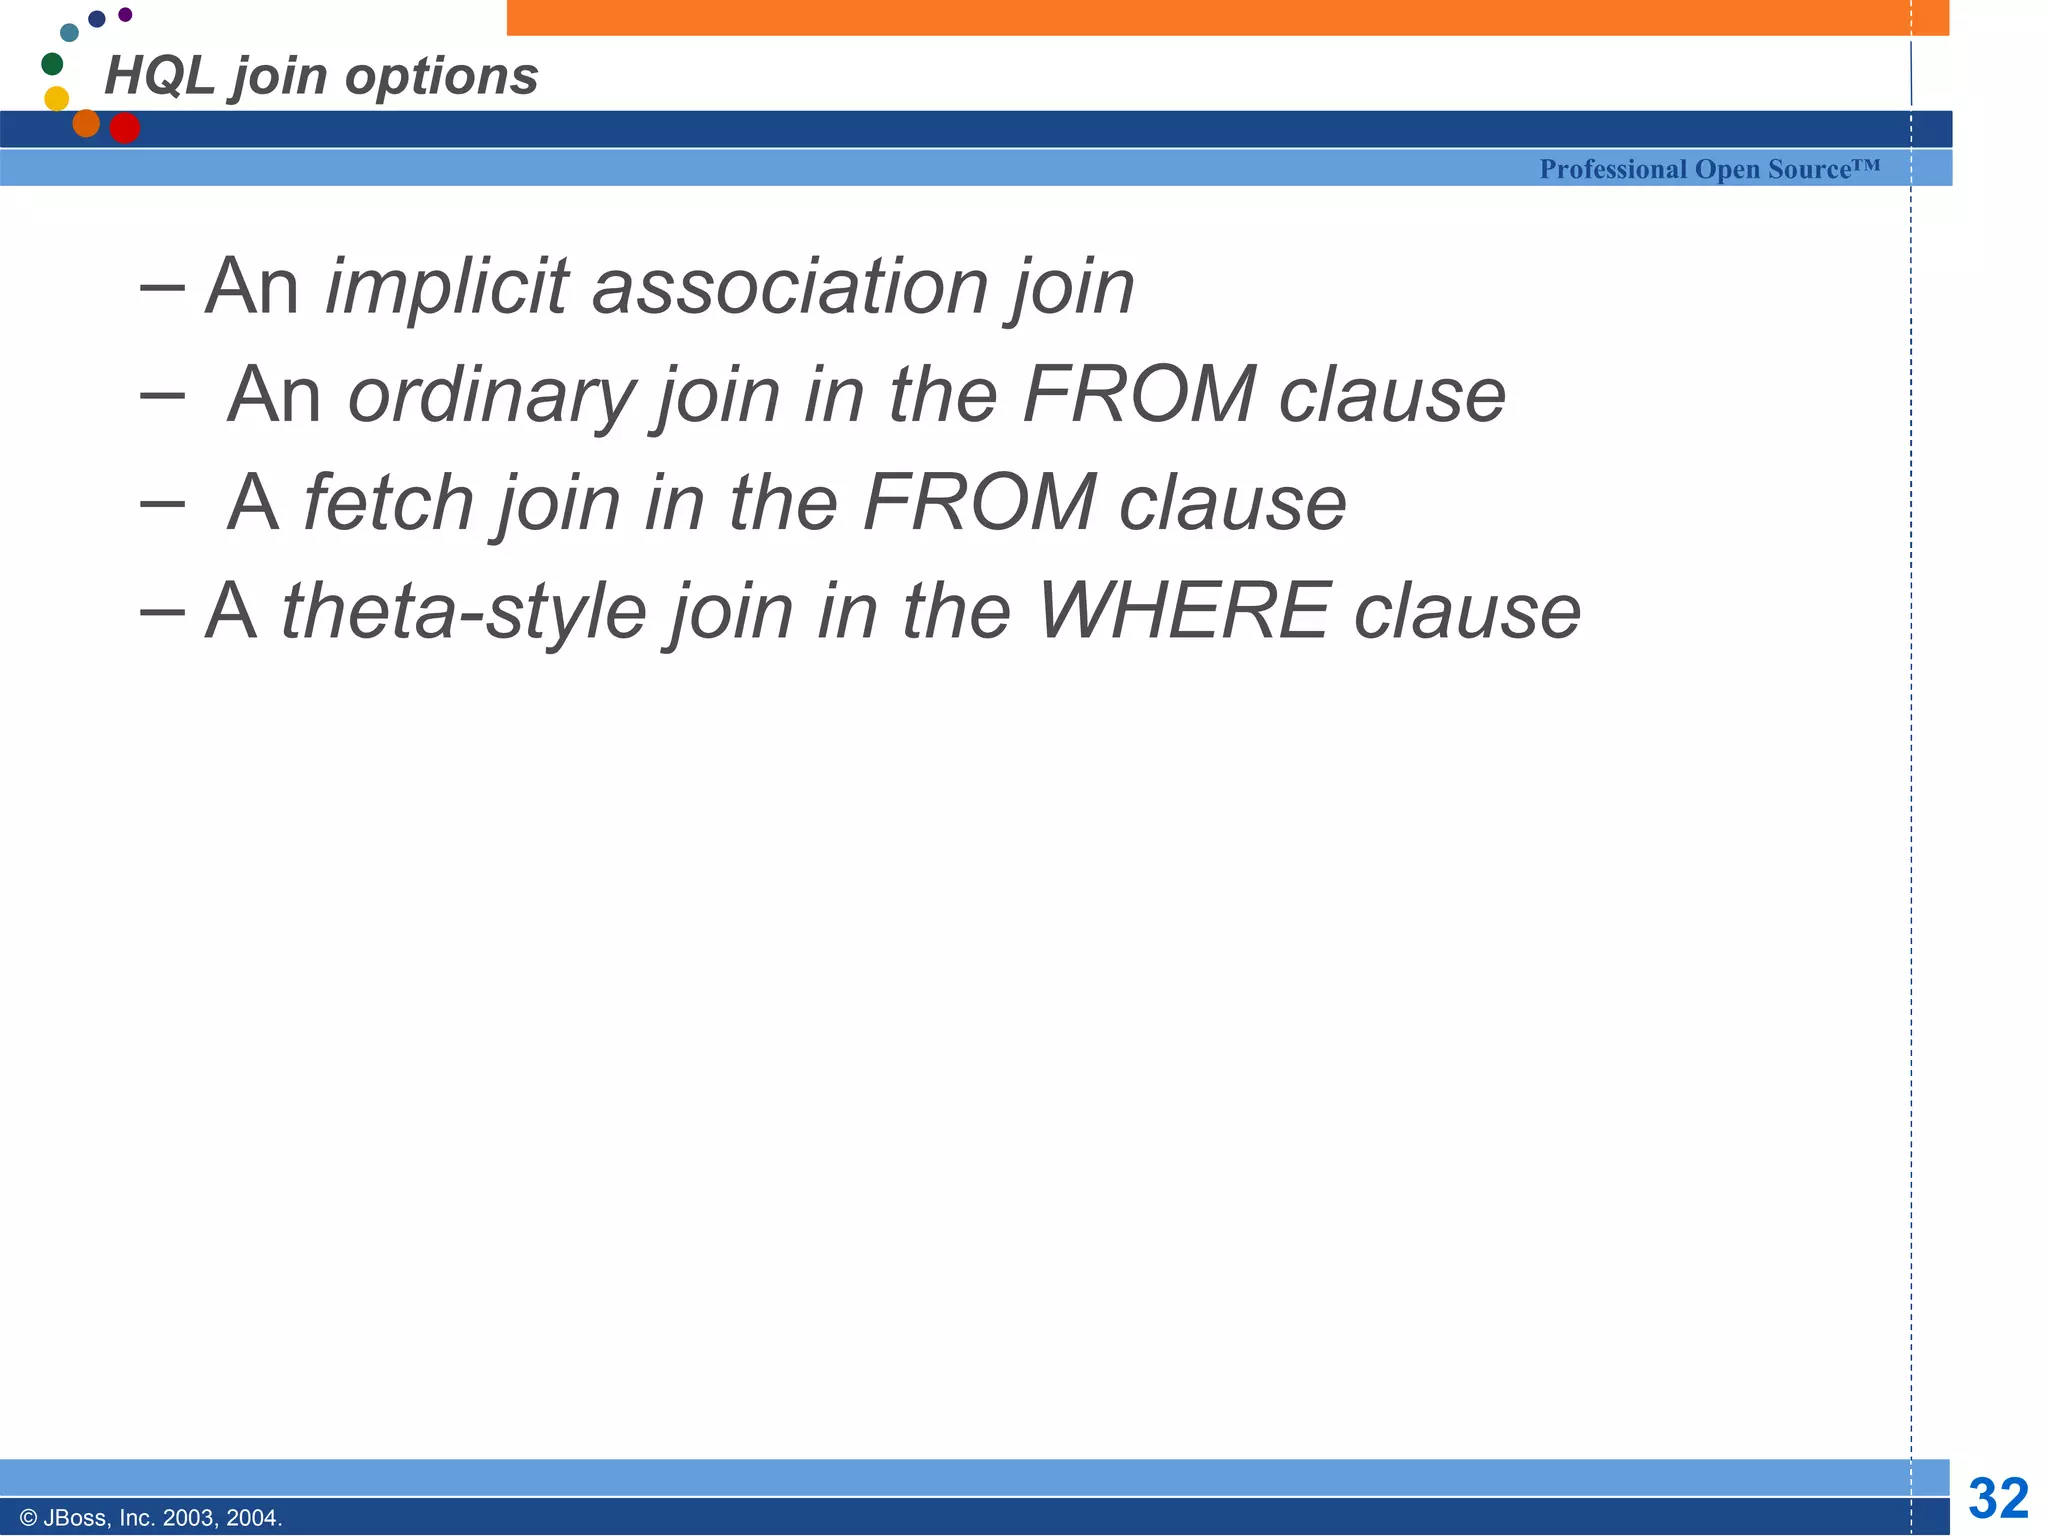 HQL join options
Professional Open Source™
– An implicit association join
– An ordinary join in the FROM clause
– A fetch join in the FROM clause
– A theta-style join in the WHERE clause
© JBoss, Inc. 2003, 2004.
32